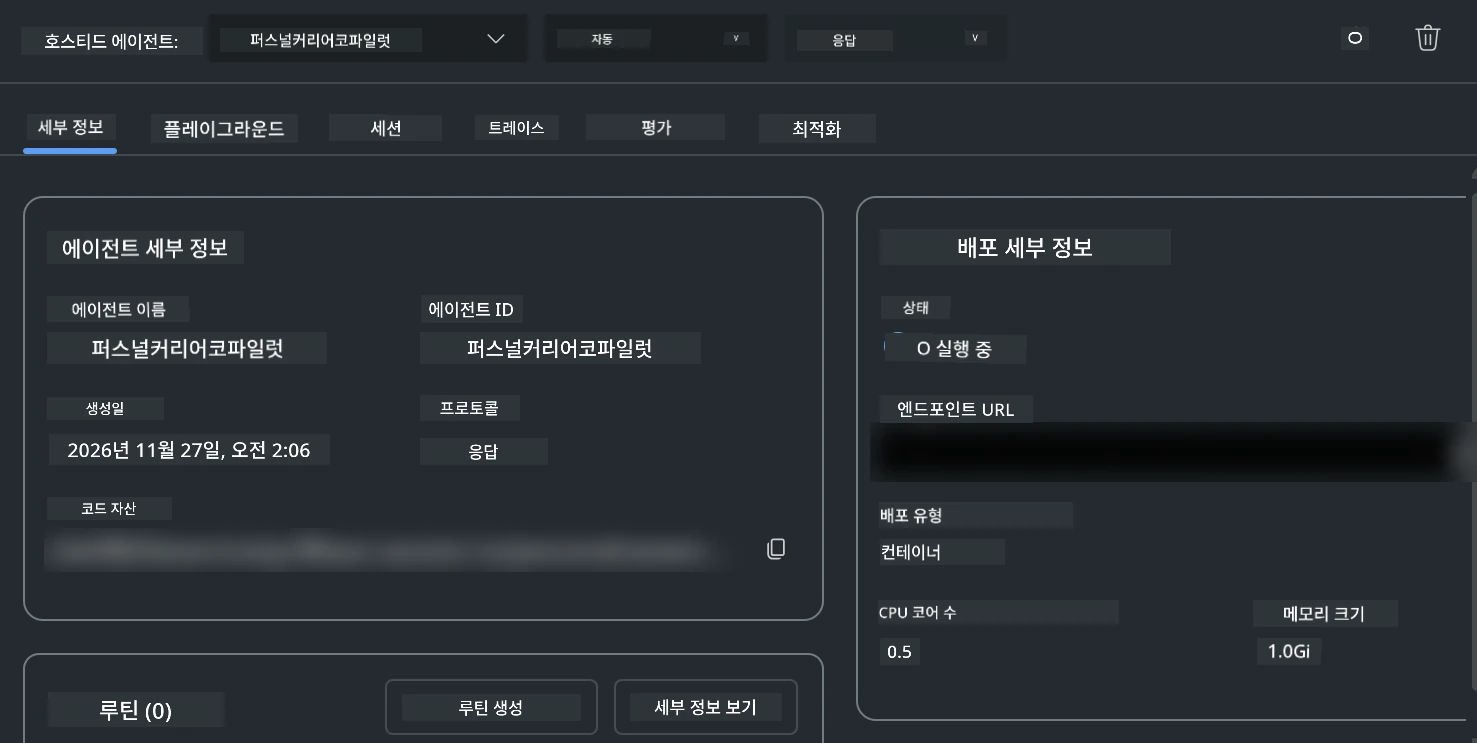 호스티드 에이전트: 퍼스널커리어코파일럿 자동 응답
세부 정보 플레이그라운드 세션 트레이스 평가 최적화
에이전트 세부 정보
에이전트 이름 에이전트 ID
퍼스널커리어코파일럿 퍼스널커리어코파일럿
생성일 프로토콜
2026년 11월 27일, 오전 2:06 응답
코드 자산
루틴 (0) 루틴 생성 세부 정보 보기
배포 세부 정보
상태
O 실행 중
엔드포인트 URL
배포 유형
컨테이너
CPU 코어 수 메모리 크기
0.5 1.0Gi